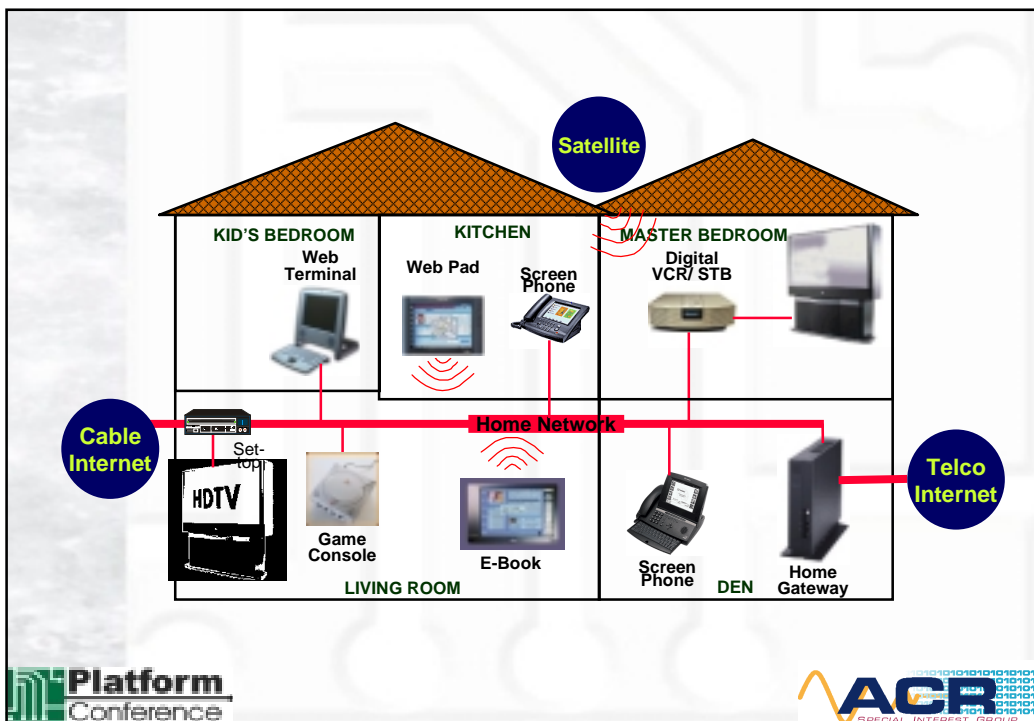 Satellite
KID'S BEDROOM
KITCHEN
MASTER BEDROOM
Web
Terminal
Web Pad
Screen
Phone
Digital
VCR/ STB
Home Network
Cable
Internet
Set-
top
HDTV
Game
Console
E-Book
Screen
Phone
Home
Gateway
Telco
Internet
LIVING ROOM
DEN
Platform
Conference
ACR
SPECIAL INTEREST GROUP